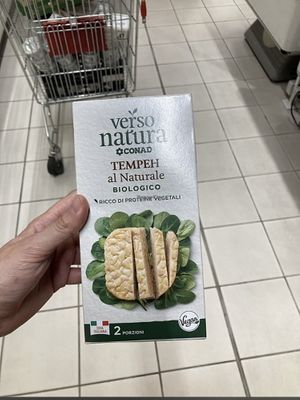 verso
natura
CONAD
TEMPEH
al Naturale
BIOLOGICO
RICCO DI PROTEINE VEGETALI
2 PORZIONI
Vegan